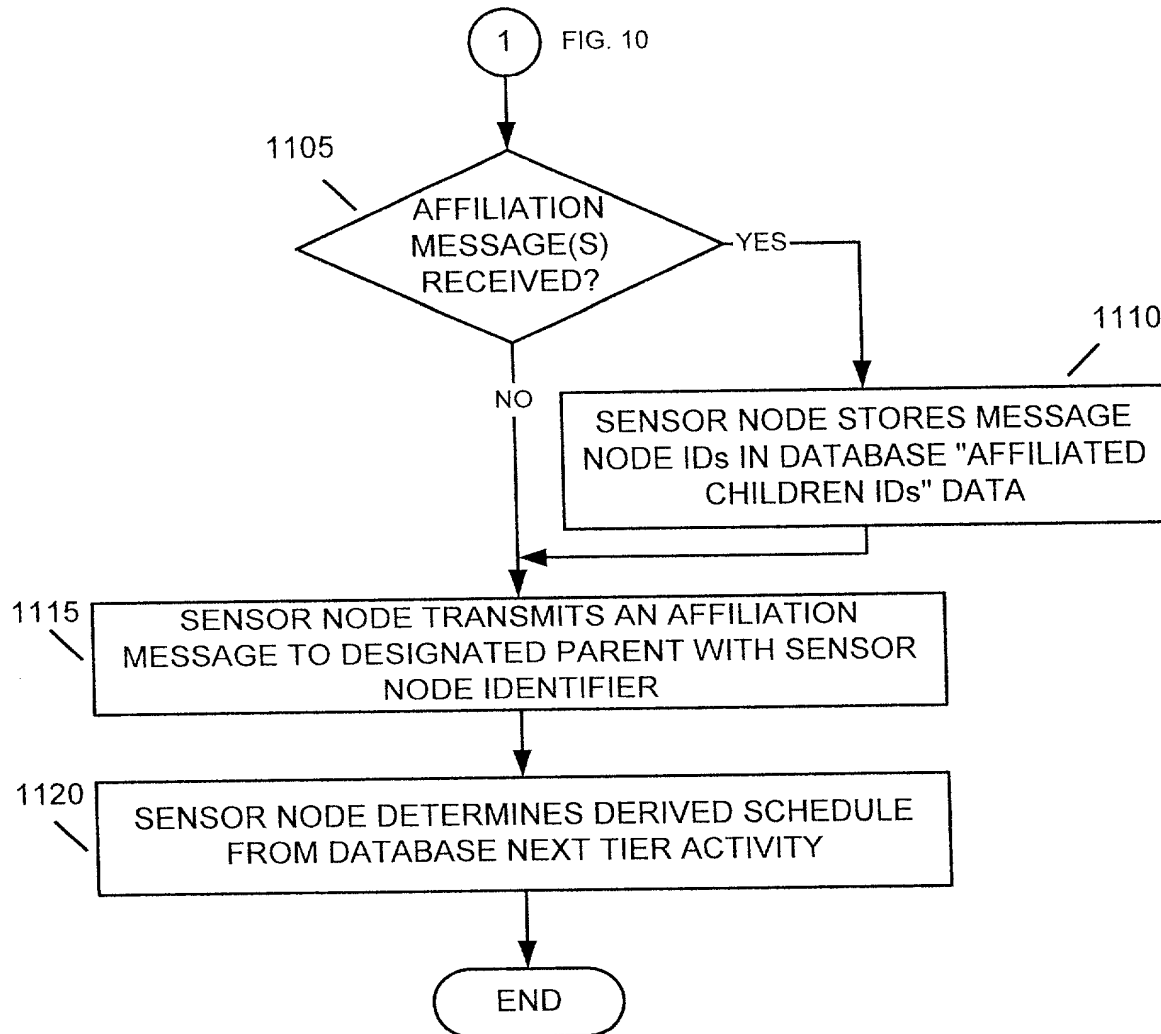 1
FIG. 10
1105
AFFILIATION
MESSAGE(S)
RECEIVED?
YES
1110
NO
SENSOR NODE STORES MESSAGE
NODE IDs IN DATABASE "AFFILIATED
CHILDREN IDs" DATA
1115
SENSOR NODE TRANSMITS AN AFFILIATION
MESSAGE TO DESIGNATED PARENT WITH SENSOR
NODE IDENTIFIER
1120
SENSOR NODE DETERMINES DERIVED SCHEDULE
FROM DATABASE NEXT TIER ACTIVITY
END